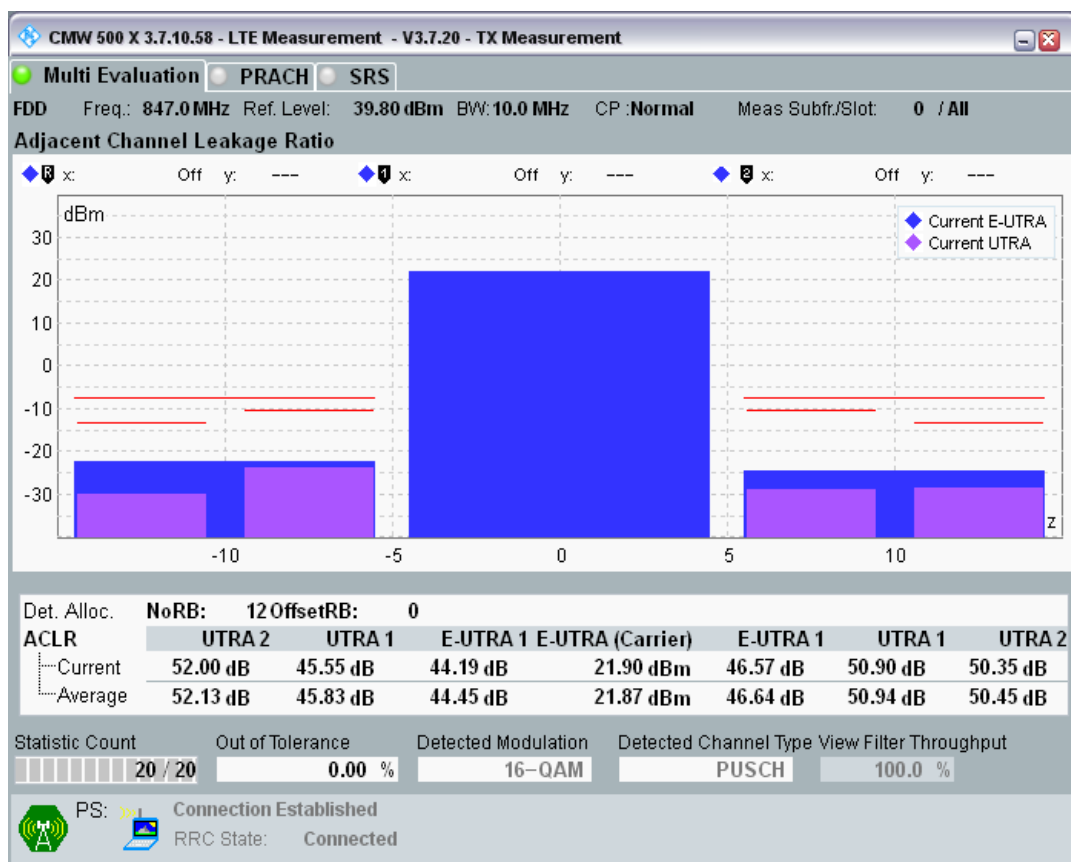 CMW 500 X 3.7.10.58 - LTE Measurement - V3.7.20 - TX Measurement
Multi Evaluation PRACH SRS
FDD Freq.: 847.0 MHz Ref. Level: 39.80 dBm BW: 10.0 MHz CP :Normal Meas Subfr./Slot: 0 / All
Adjacent Channel Leakage Ratio
R x: Off y: --- 1 x: Off y: --- 2 x: Off y: ---
dBm
Current E-UTRA
Current UTRA
30
20
10
0
-10
-20
-30
z
-10 -5 0 5 10
Det. Alloc. NoRB: 12 OffsetRB: 0
ACLR UTRA 2 UTRA 1 E-UTRA 1 E-UTRA (Carrier) E-UTRA 1 UTRA 1 UTRA 2
Current 52.00 dB 45.55 dB 44.19 dB 21.90 dBm 46.57 dB 50.90 dB 50.35 dB
Average 52.13 dB 45.83 dB 44.45 dB 21.87 dBm 46.64 dB 50.94 dB 50.45 dB
Statistic Count Out of Tolerance Detected Modulation Detected Channel Type View Filter Throughput
20 / 20 0.00 % 16-QAM PUSCH 100.0 %
PS: Connection Established
RRC State: Connected